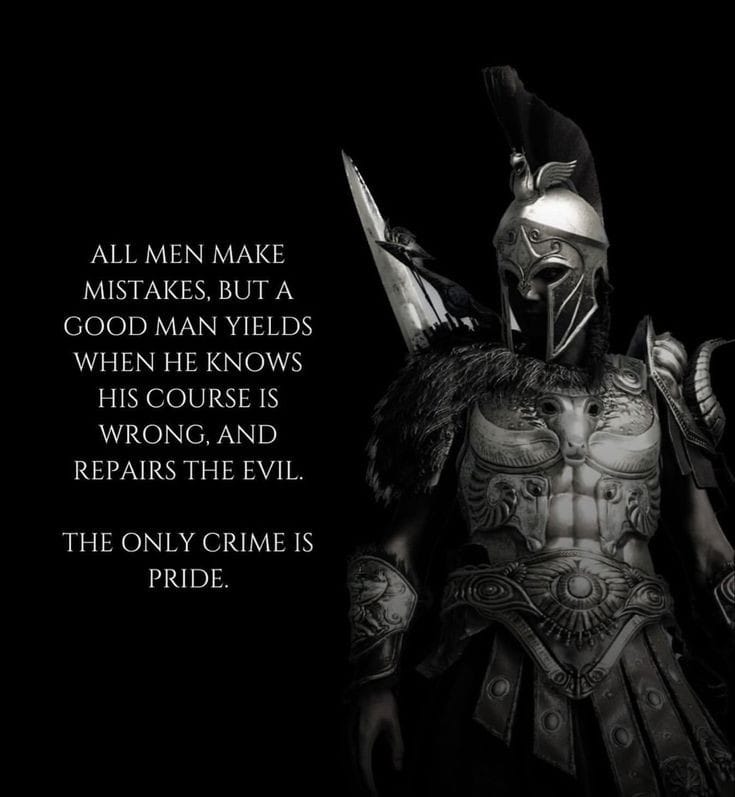 ALL MEN MAKE
MISTAKES, BUT A
GOOD MAN YIELDS
WHEN HE KNOWS
HIS COURSE IS
WRONG, AND
REPAIRS THE EVIL.
THE ONLY CRIME IS
PRIDE.